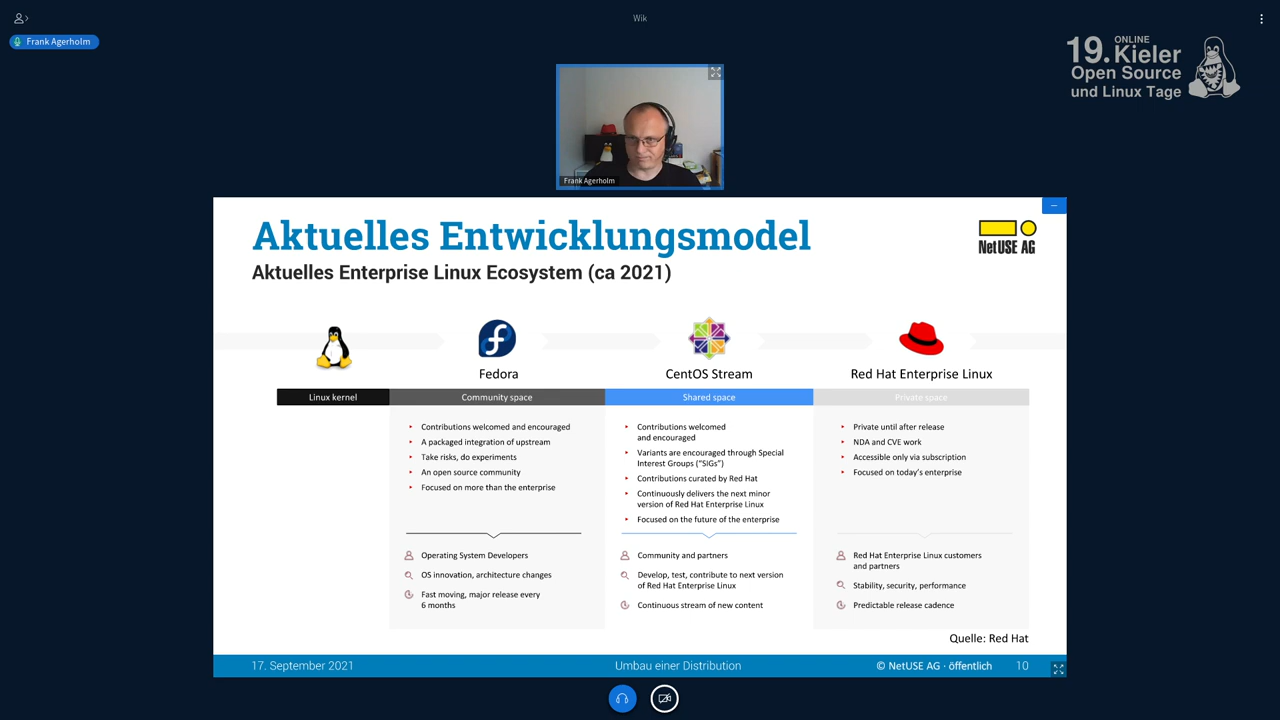 Wik
Frank Agerholm
ONLINE
19. Kieler
Open Source
und Linux Tage
Frank Agerholm
Aktuelles Entwicklungsmodel
NetUSE AG
Aktuelles Enterprise Linux Ecosystem (ca 2021)
Fedora
CentOS Stream
Red Hat Enterprise Linux
Linux kernel
Community space
Shared space
Private space
Contributions welcomed and encouraged
A packaged integration of upstream
Take risks, do experiments
An open source community
Focused on more than the enterprise
Operating System Developers
OS innovation, architecture changes
Fast moving, major release every
6 months
Contributions welcomed
and encouraged
Variants are encouraged through Special
Interest Groups ("SIGs")
Contributions curated by Red Hat
Continuously delivers the next minor
version of Red Hat Enterprise Linux
Focused on the future of the enterprise
Community and partners
Develop, test, contribute to next version
of Red Hat Enterprise Linux
Continuous stream of new content
Private until after release
NDA and CVE work
Accessible only via subscription
Focused on today's enterprise
Red Hat Enterprise Linux customers
and partners
Stability, security, performance
Predictable release cadence
Quelle: Red Hat
17. September 2021
Umbau einer Distribution
© NetUSE AG · öffentlich
10